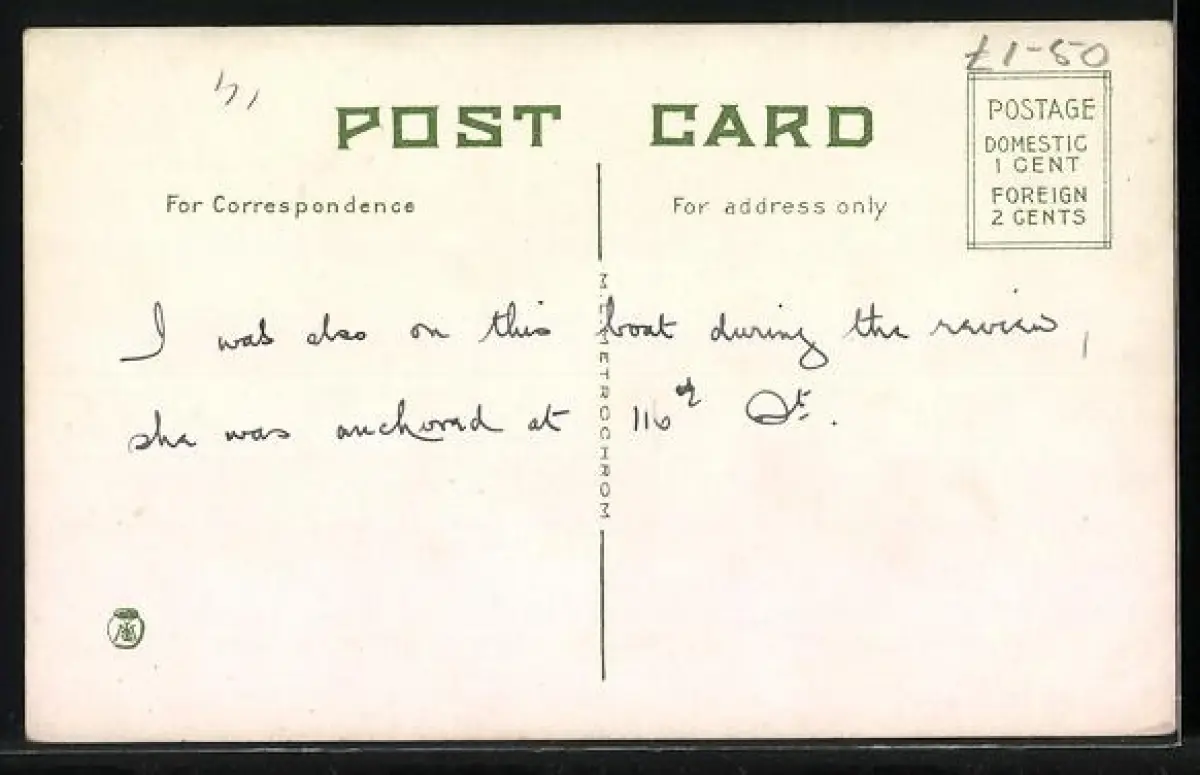 £1-50
POST CARD
POSTAGE
DOMESTIC
1 CENT
FOREIGN
2 CENTS
For Correspondence
For address only
I was also on this boat during the review,
she was anchored at 116th St.
METROCHROM